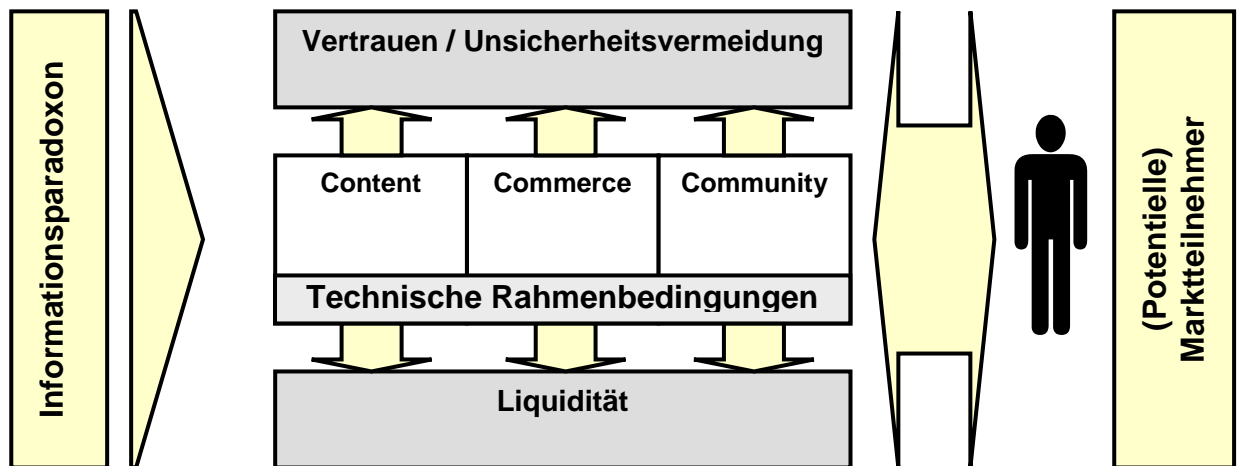 Informationsparadoxon
Vertrauen / Unsicherheitsvermeidung
Content
Commerce
Community
Technische Rahmenbedingungen
Liquidität
(Potentielle)
Marktteilnehmer